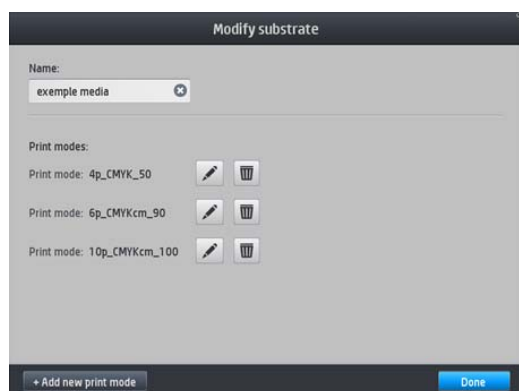 Modify substrate
Name:
exemple media
Print modes:
Print mode: 4p_CMYK_50
Print mode: 6p_CMYKcm_90
Print mode: 10p_CMYKcm_100
+ Add new print mode
Done